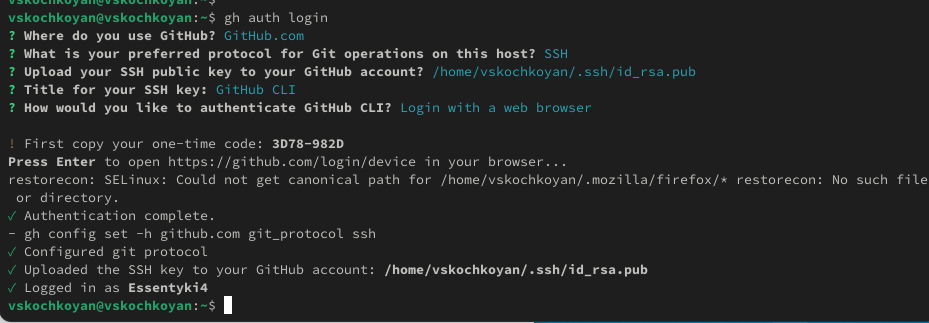 vskochkoyan@vskochkoyan:~$ gh auth login
? Where do you use GitHub? GitHub.com
? What is your preferred protocol for Git operations on this host? SSH
? Upload your SSH public key to your GitHub account? /home/vskochkoyan/.ssh/id_rsa.pub
? Title for your SSH key: GitHub CLI
? How would you like to authenticate GitHub CLI? Login with a web browser
! First copy your one-time code: 3D78-982D
Press Enter to open https://github.com/login/device in your browser...
restorecon: SELinux: Could not get canonical path for /home/vskochkoyan/.mozilla/firefox/* restorecon: No such file
or directory.
✓ Authentication complete.
- gh config set -h github.com git_protocol ssh
✓ Configured git protocol
✓ Uploaded the SSH key to your GitHub account: /home/vskochkoyan/.ssh/id_rsa.pub
✓ Logged in as Essentyki4
vskochkoyan@vskochkoyan:~$